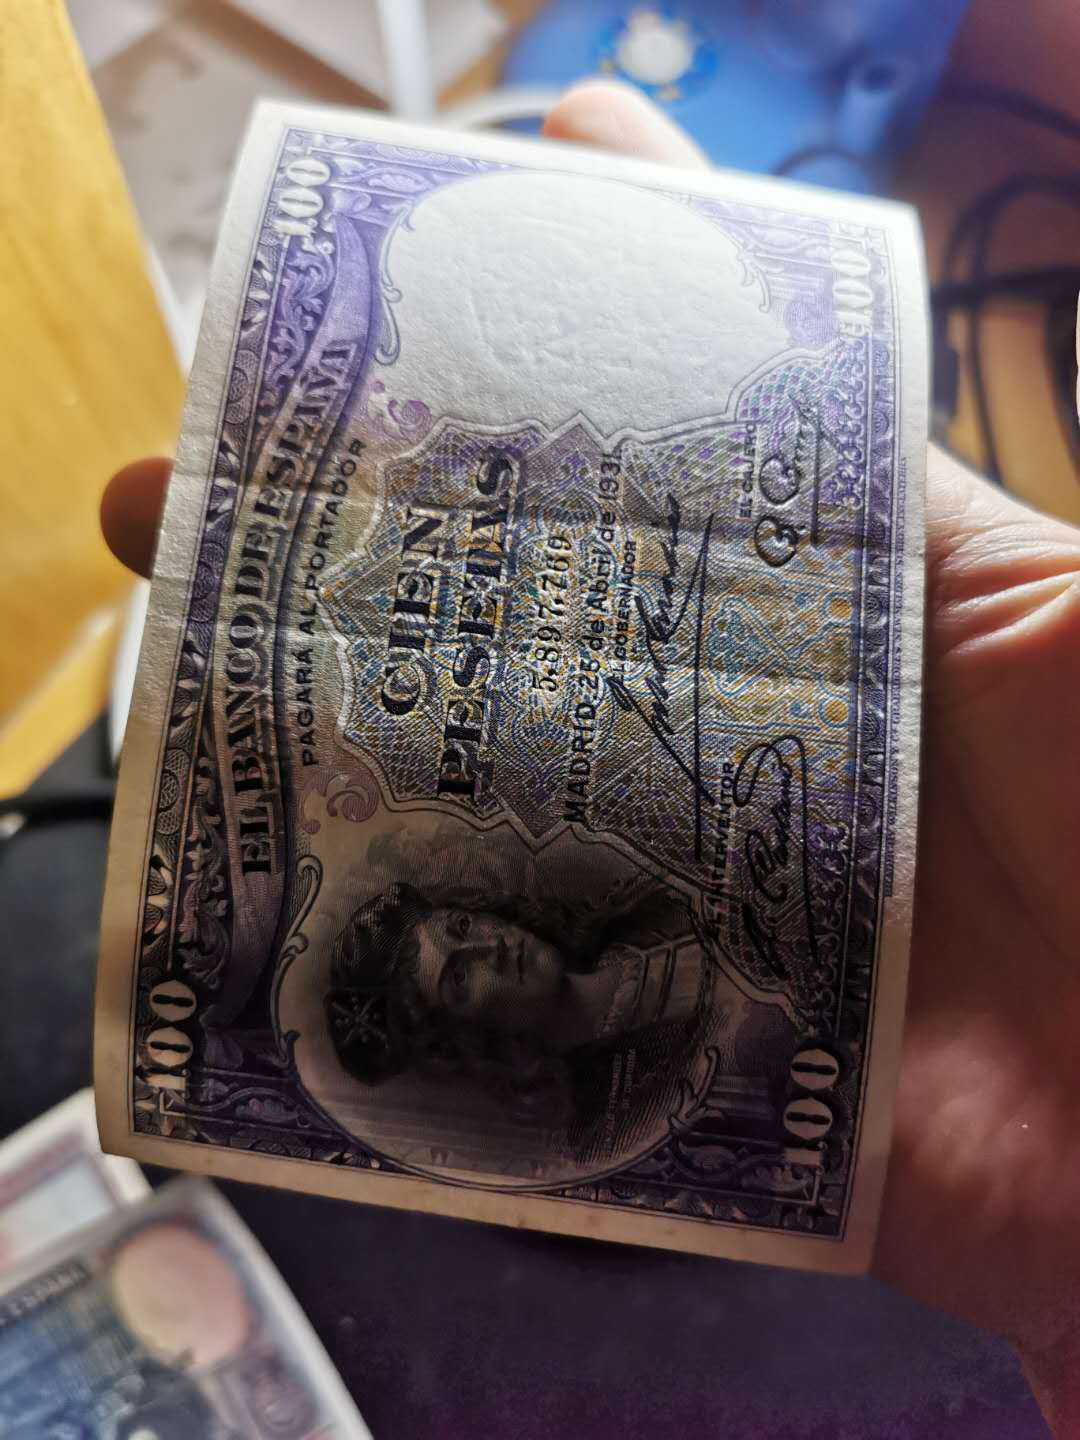 100
100
EL BANCO DE ESPAÑA
PAGARÁ AL PORTADOR
CIEN
PESETAS
5.897.769
MADRID 25 de Abril de 1931
EL GOBERNADOR
EL INTERVENTOR
EL CAJERO
100
100
ESPAÑA